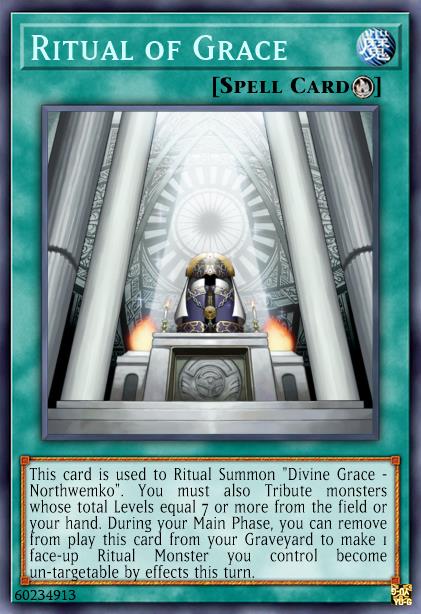 RITUAL OF GRACE
魔
[SPELL CARD]
This card is used to Ritual Summon "Divine Grace -
Northwemko". You must also Tribute monsters
whose total Levels equal 7 or more from the field or
your hand. During your Main Phase, you can remove
from play this card from your Graveyard to make 1
face-up Ritual Monster you control become
un-targetable by effects this turn.
60234913